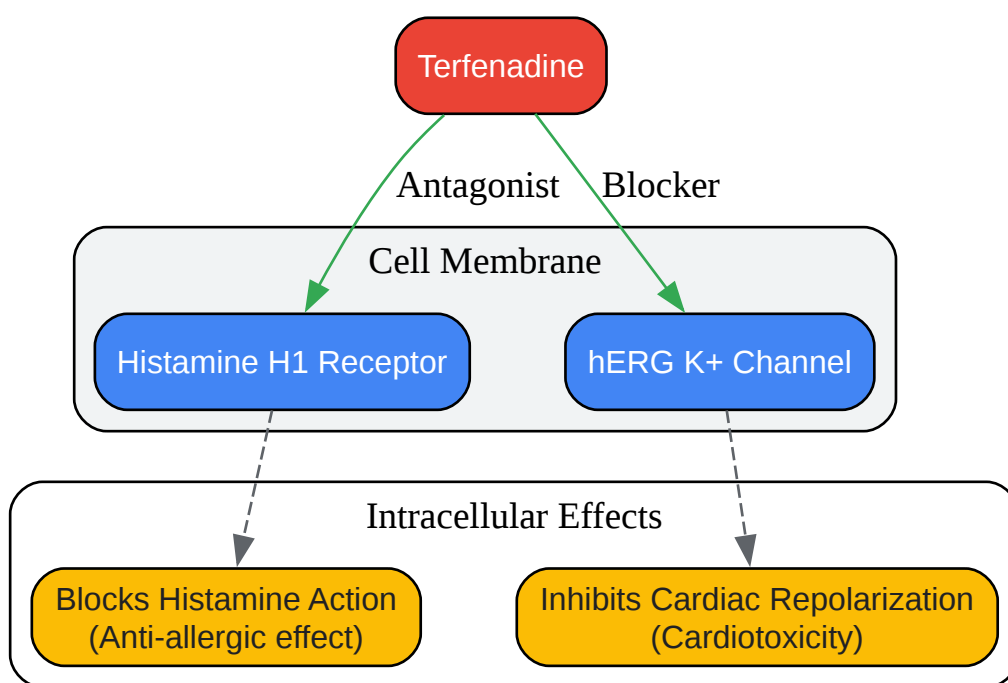 Terfenadine
Antagonist
Blocker
Cell Membrane
Histamine H1 Receptor
hERG K+ Channel
Intracellular Effects
Blocks Histamine Action
(Anti-allergic effect)
Inhibits Cardiac Repolarization
(Cardiotoxicity)